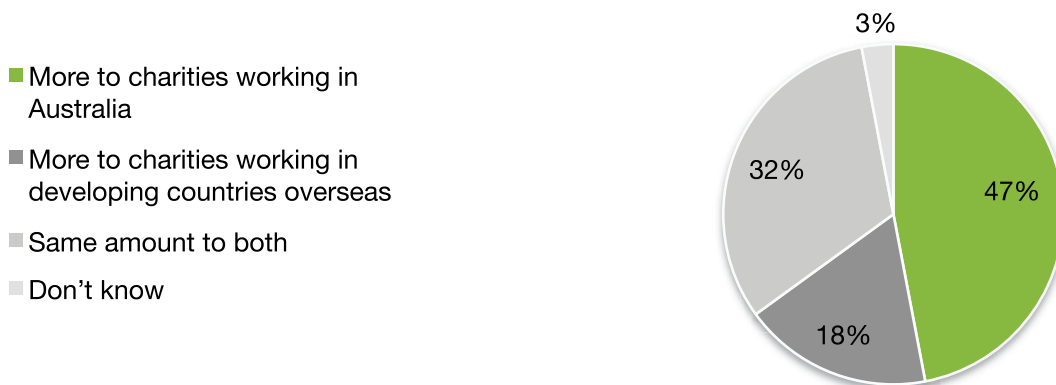 More to charities working in
Australia
More to charities working in
developing countries overseas
Same amount to both
Don’t know
3%
32%
47%
18%